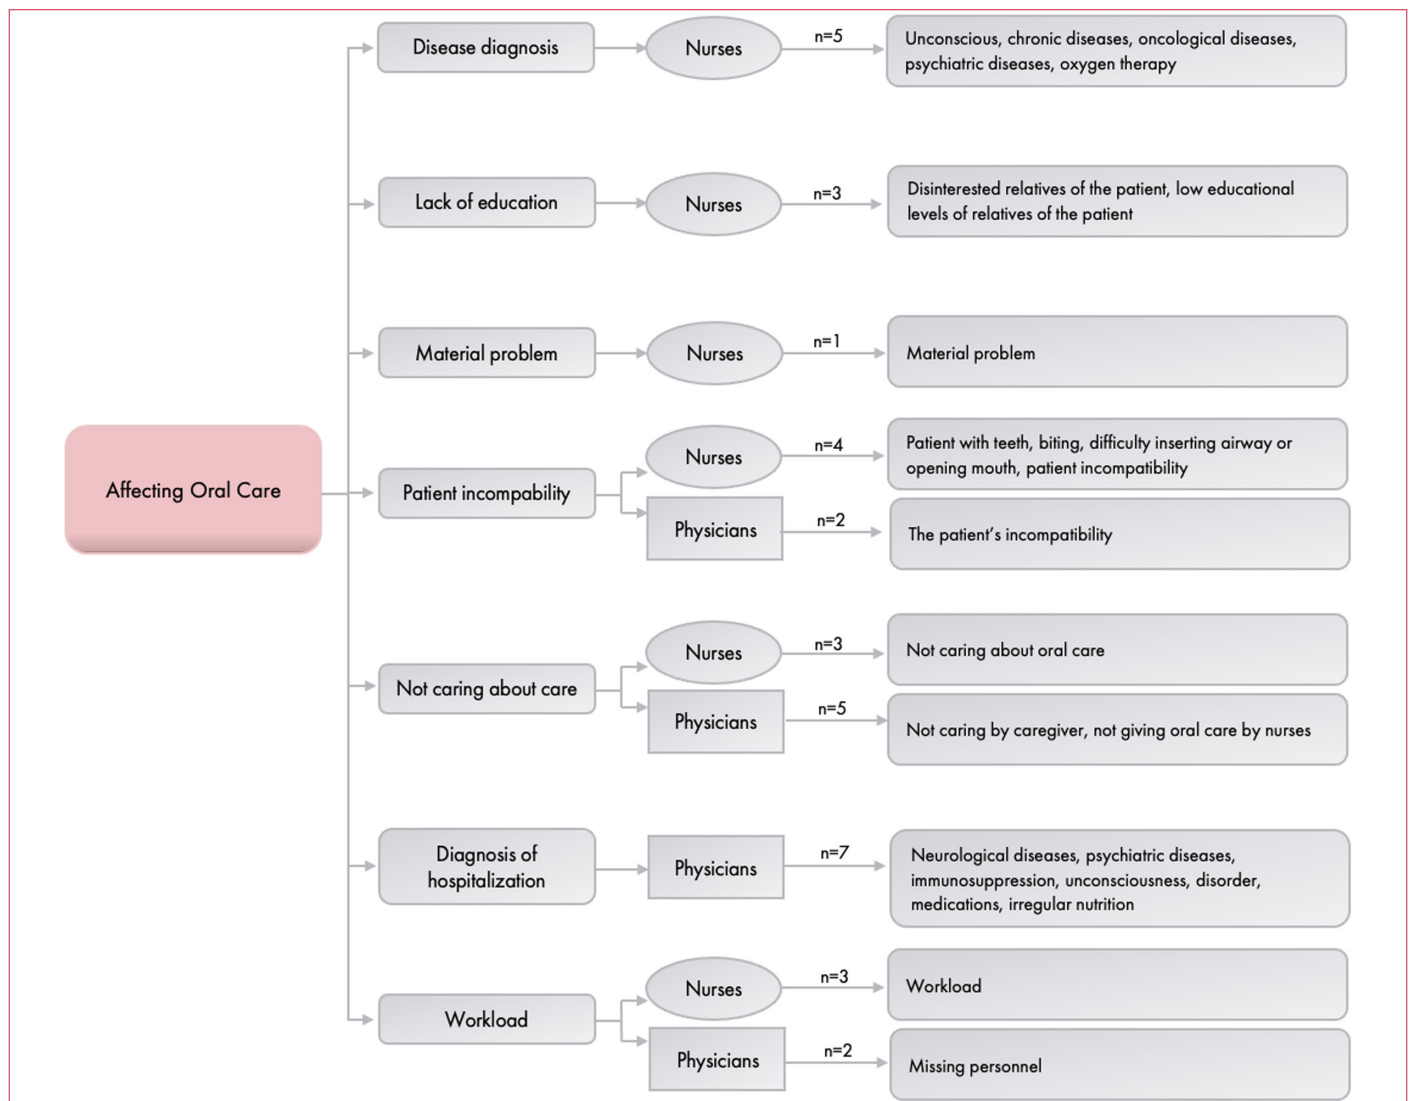 Affecting Oral Care
Disease diagnosis
Nurses
n=5
Unconscious, chronic diseases, oncological diseases,
psychiatric diseases, oxygen therapy
Lack of education
Nurses
n=3
Disinterested relatives of the patient, low educational
levels of relatives of the patient
Material problem
Nurses
n=1
Material problem
Patient incompability
Nurses
n=4
Patient with teeth, biting, difficulty inserting airway or
opening mouth, patient incompatibility
Physicians
n=2
The patient's incompatibility
Not caring about care
Nurses
n=3
Not caring about oral care
Physicians
n=5
Not caring by caregiver, not giving oral care by nurses
Diagnosis of
hospitalization
Physicians
n=7
Neurological diseases, psychiatric diseases,
immunosuppression, unconsciousness, disorder,
medications, irregular nutrition
Workload
Nurses
n=3
Workload
Physicians
n=2
Missing personnel